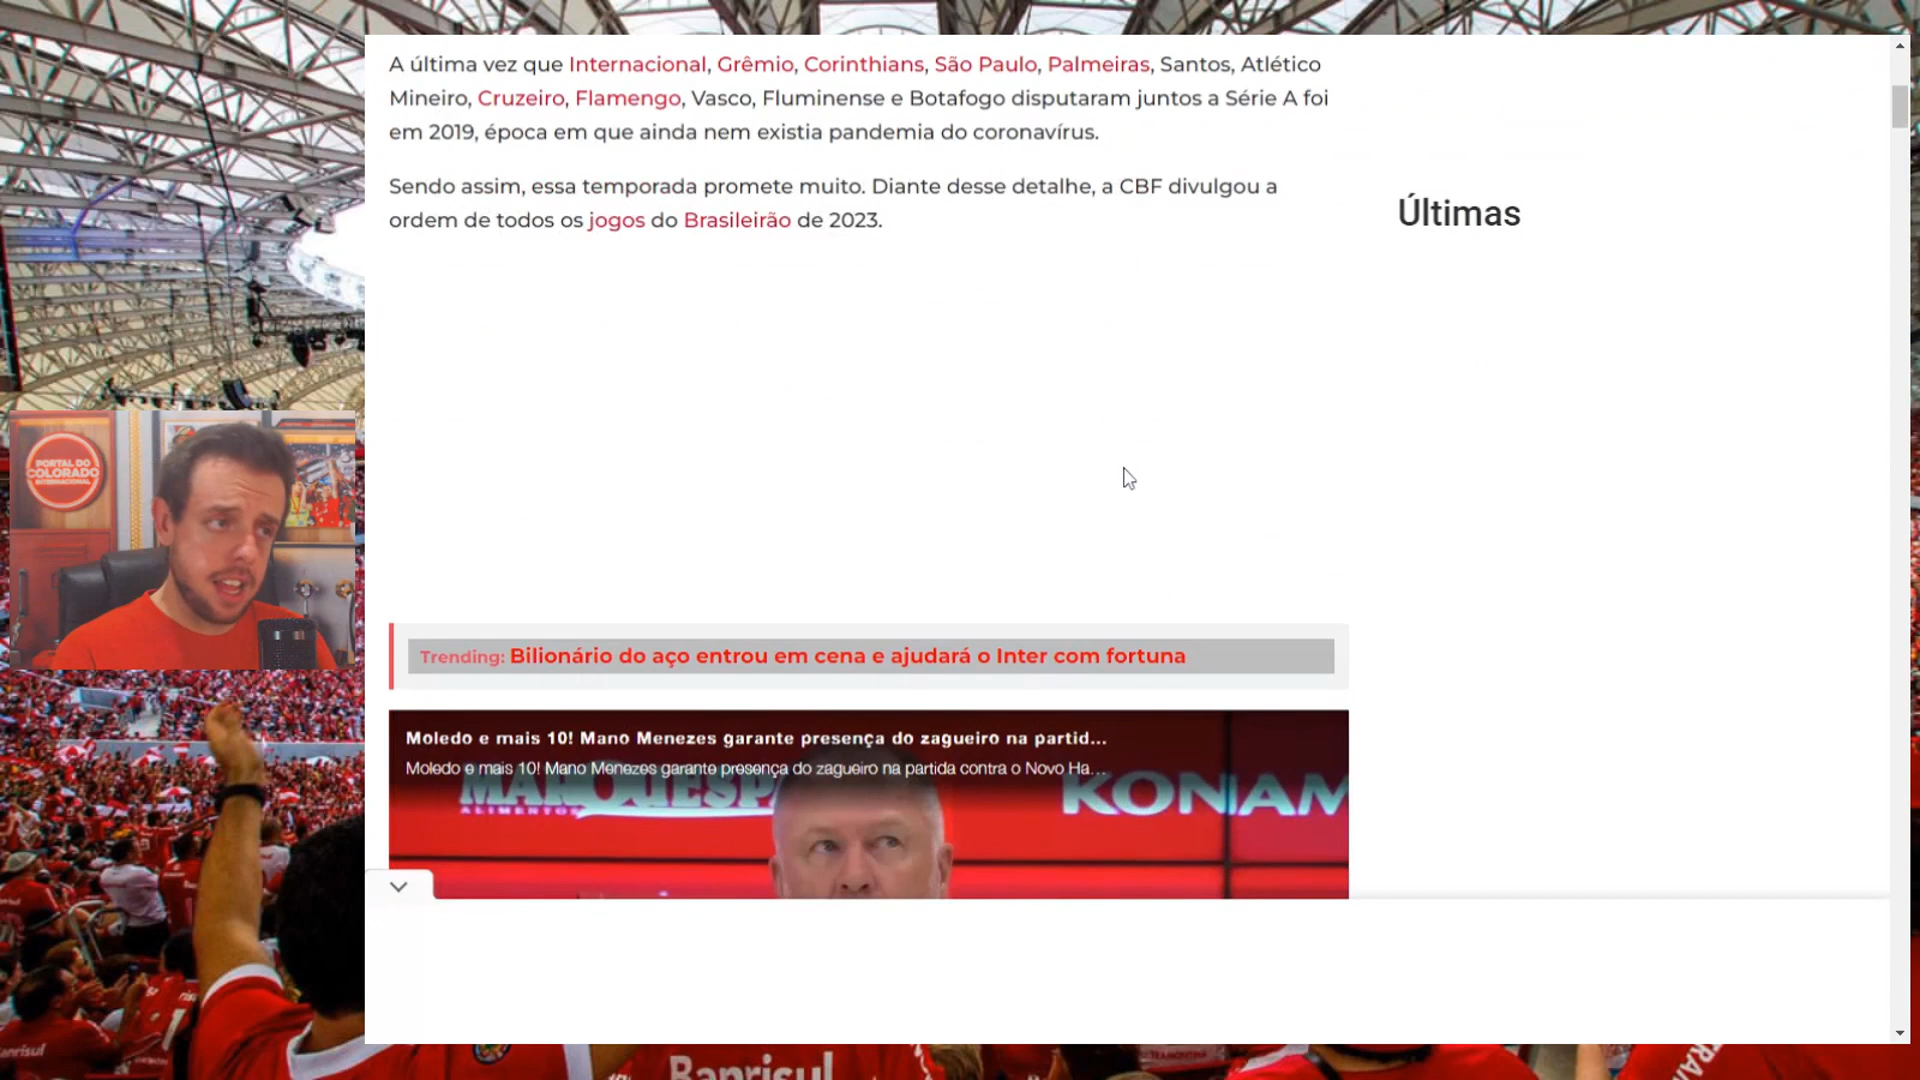 A última vez que Internacional, Grêmio, Corinthians, São Paulo, Palmeiras, Santos, Atlético
Mineiro, Cruzeiro, Flamengo, Vasco, Fluminense e Botafogo disputaram juntos a Série A foi
em 2019, época em que ainda nem existia pandemia do coronavírus.
Sendo assim, essa temporada promete muito. Diante desse detalhe, a CBF divulgou a
ordem de todos os jogos do Brasileirão de 2023.
Últimas
PORTAL DO
COLORADO
INTERNACIONAL
Trending: Bilionário do aço entrou em cena e ajudará o Inter com fortuna
Moledo e mais 10! Mano Menezes garante presença do zagueiro na partid...
Moledo e mais 10! Mano Menezes garante presença do zagueiro na partida contra o Novo Ha...
ALIMENTOS
KONAM
Banrisul